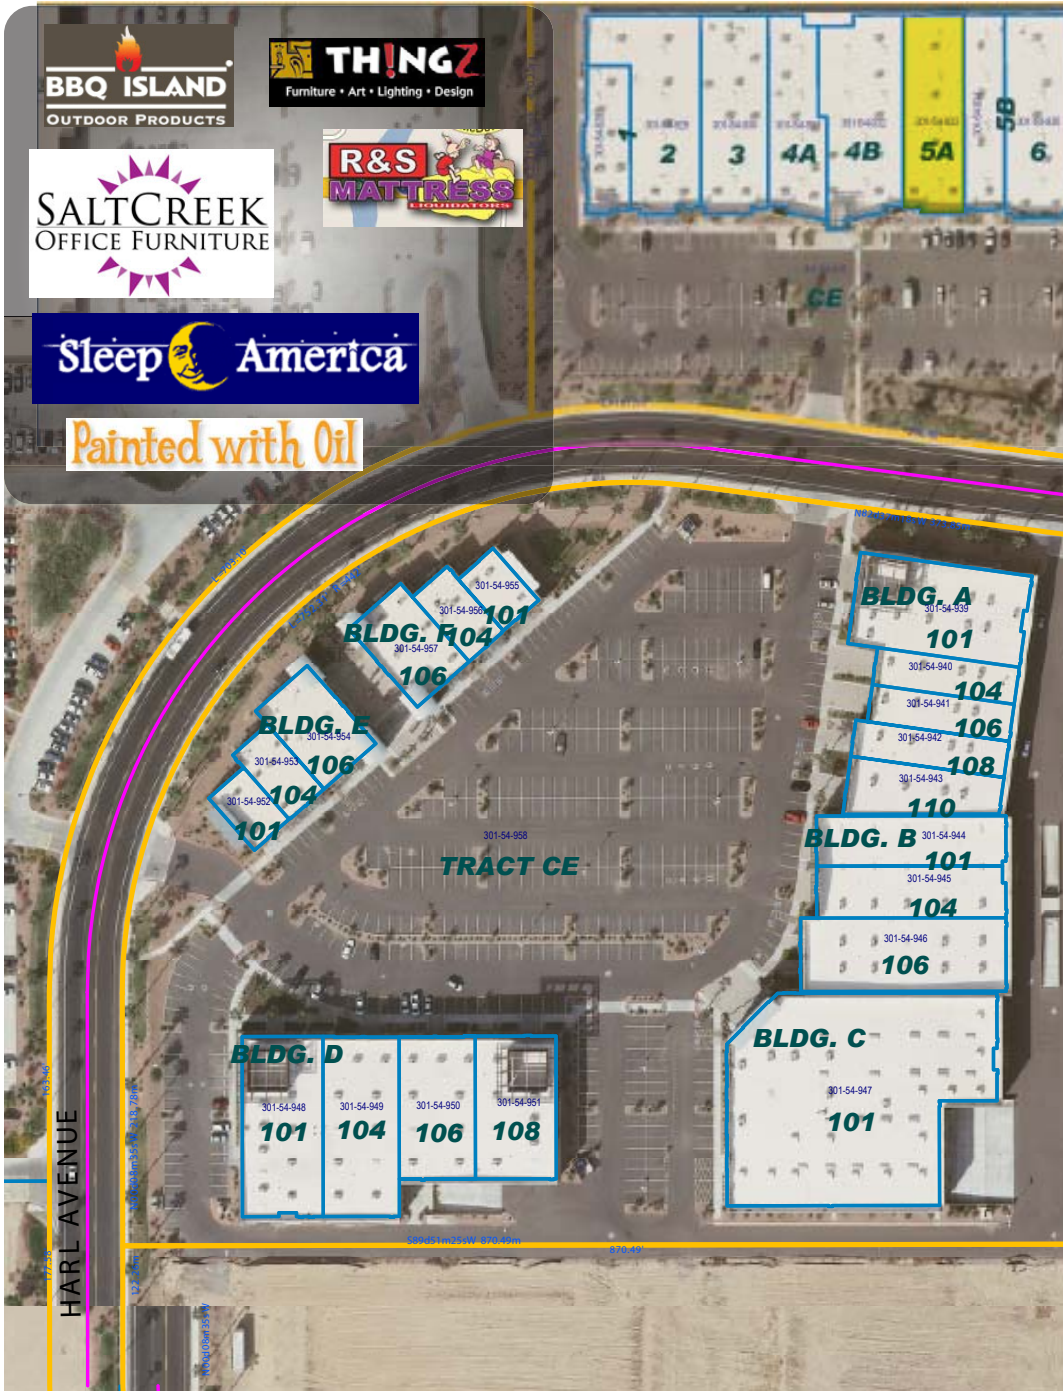 BBQ ISLAND
OUTDOOR PRODUCTS
TH!NGZ
Furniture • Art • Lighting • Design
SALTCREEK
OFFICE FURNITURE
R&S
MATTRESS
LIQUIDATORS
Sleep America
Painted with Oil
1
2
3
4A
4B
5A
5B
6
CE
BLDG. A
301-54-939
101
301-54-940
104
301-54-941
106
301-54-942
108
301-54-943
110
BLDG. B
301-54-944
101
301-54-945
104
301-54-946
106
BLDG. C
301-54-947
101
BLDG. F
301-54-955
101
301-54-956
104
301-54-957
106
BLDG. E
301-54-954
106
301-54-953
104
301-54-952
101
301-54-958
TRACT CE
BLDG. D
301-54-948
101
301-54-949
104
301-54-950
106
301-54-951
108
HARL AVENUE
S89d51m25sW 870.49m
870.49'